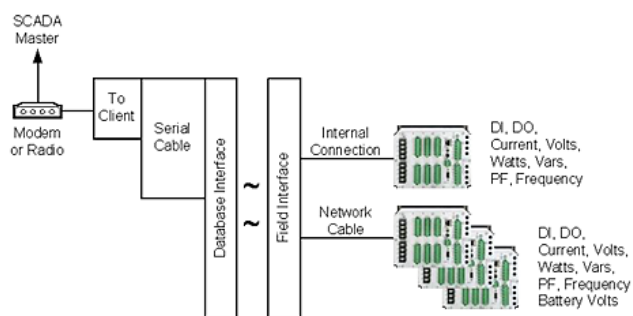 SCADA
Master
Modem
or Radio
To
Client
Serial
Cable
Database Interface
Field Interface
Internal
Connection
DI, DO,
Current, Volts,
Watts, Vars,
PF, Frequency
Network
Cable
DI, DO,
Current, Volts,
Watts, Vars,
PF, Frequency
Battery Volts